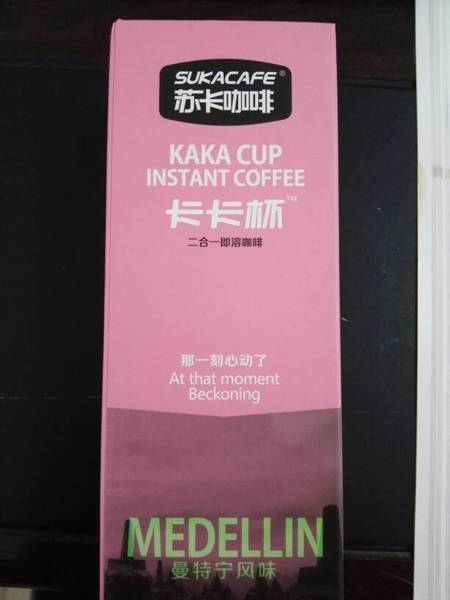 SUKACAFE®
苏卡咖啡
KAKA CUP
INSTANT COFFEE
卡卡杯™
二合一即溶咖啡
那一刻心动了
At that moment
Beckoning
MEDELLIN
曼特宁风味